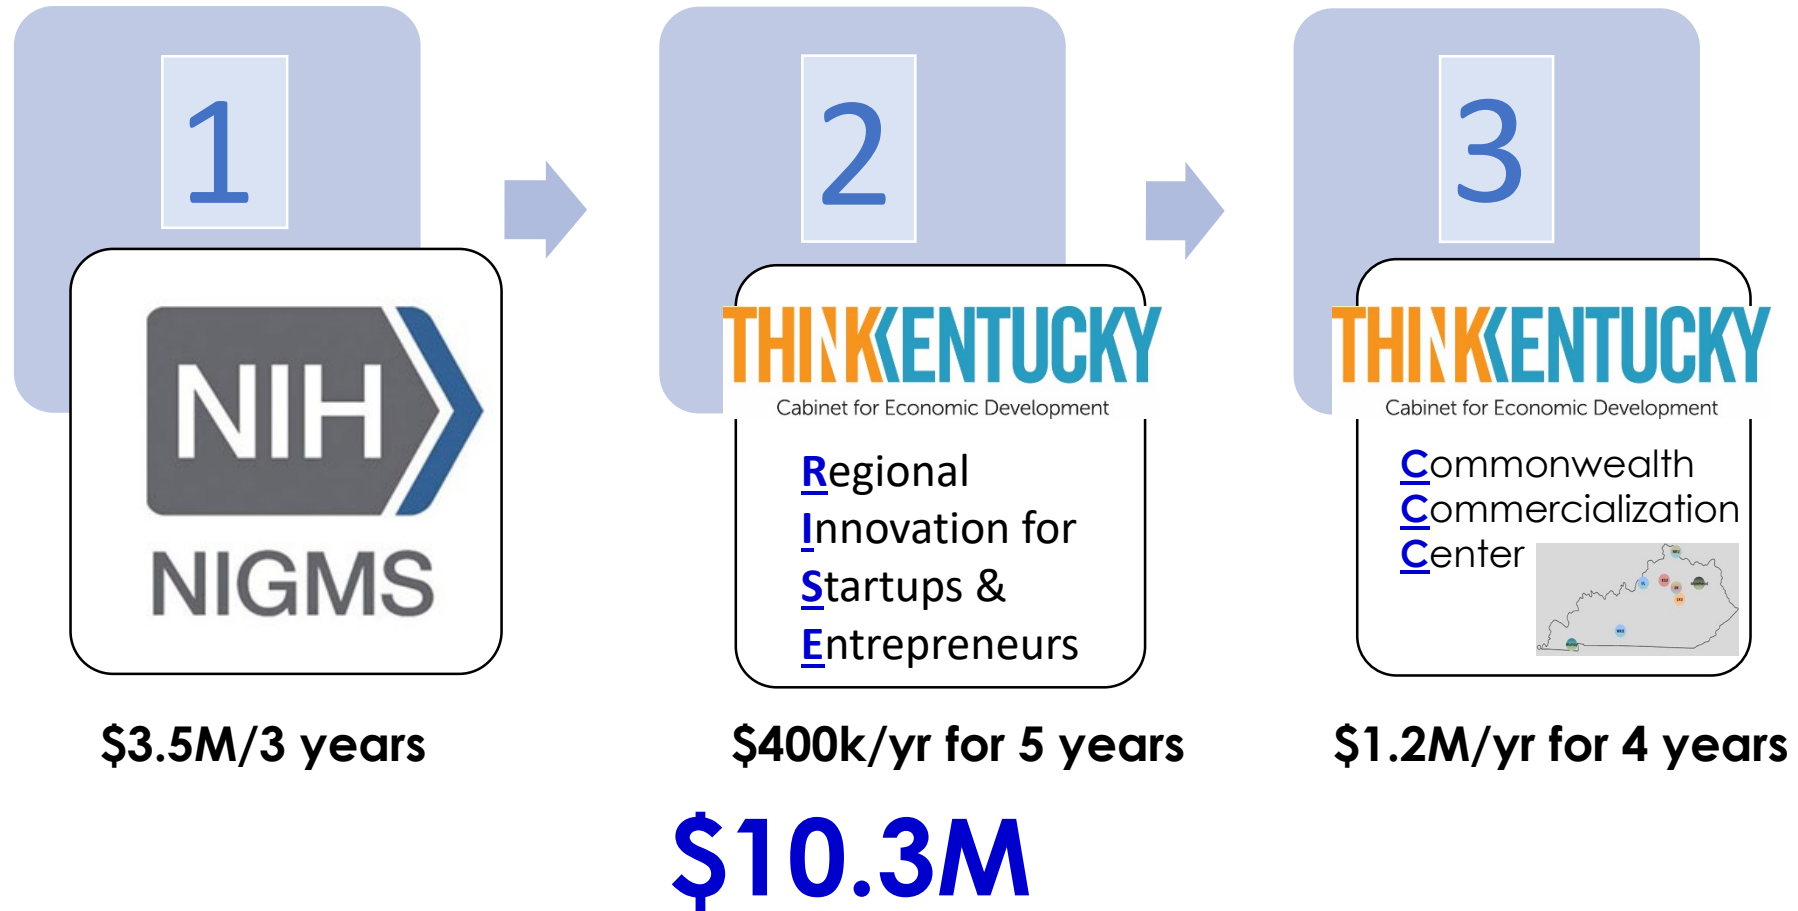 1
2
3
NIH
NIGMS
THINKKENTUCKY
Cabinet for Economic Development
Regional
Innovation for
Startups &
Entrepreneurs
THINKKENTUCKY
Cabinet for Economic Development
Commonwealth
Commercialization
Center
$3.5M/3 years
$400k/yr for 5 years
$1.2M/yr for 4 years
$10.3M